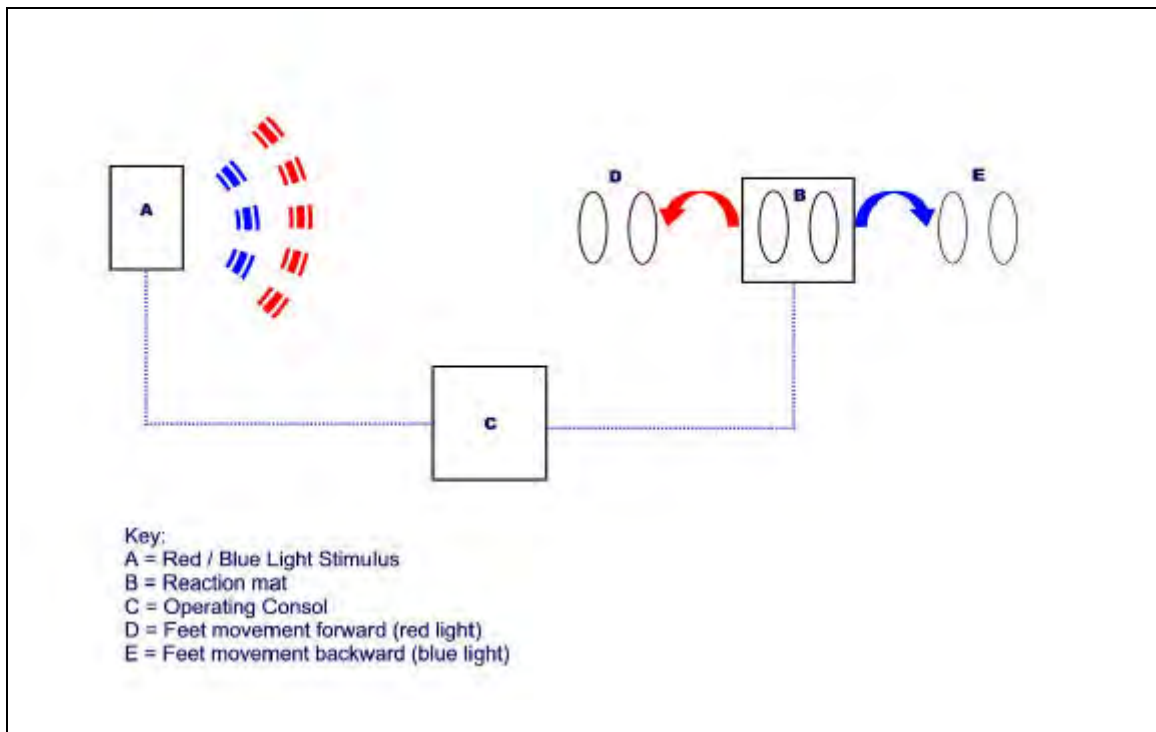 A
D
B
E
C
Key:
A = Red / Blue Light Stimulus
B = Reaction mat
C = Operating Consol
D = Feet movement forward (red light)
E = Feet movement backward (blue light)